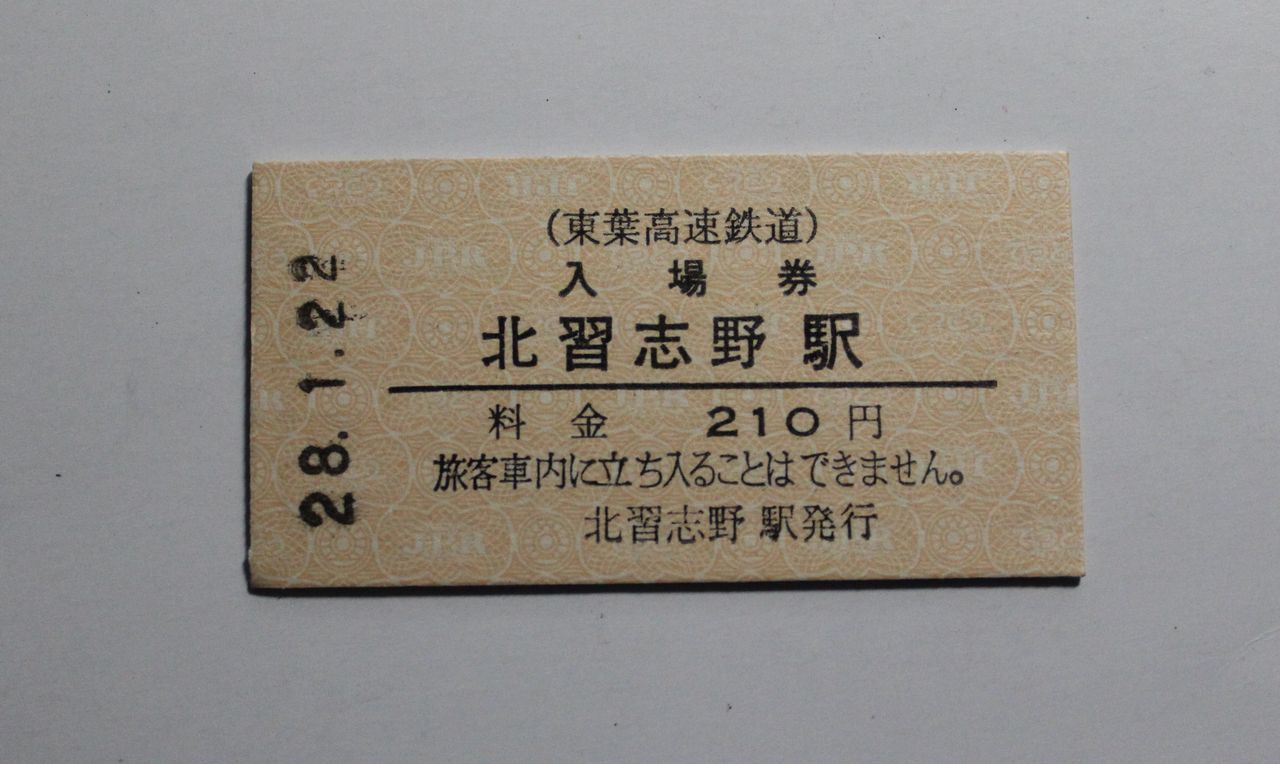 （東葉高速鉄道）
入場券
北習志野駅
料金 210円
旅客車内に立ち入ることはできません。
北習志野駅発行
28.1.22